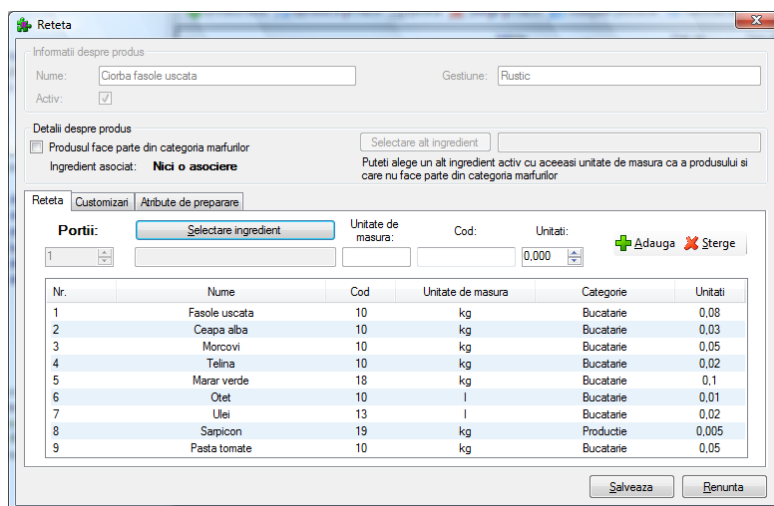 Reteta
Informatii despre produs
Nume: Ciorba fasole uscata Gestiune: Rustic
Activ:
Detalii despre produs
Produsul face parte din categoria marfurilor Selectare alt ingredient
Ingredient asociat: Nici o asociere Puteti alege un alt ingredient activ cu aceeasi unitate de masura ca a produsului si
care nu face parte din categoria marfurilor
Reteta Customizari Atribute de preparare
Portii: Selectare ingredient Unitate de masura: Cod: Unitati:
1 0,000 Adauga Sterge
Nr. Nume Cod Unitate de masura Categorie Unitati
1 Fasole uscata 10 kg Bucatarie 0,08
2 Ceapa alba 10 kg Bucatarie 0,03
3 Morcovi 10 kg Bucatarie 0,05
4 Telina 10 kg Bucatarie 0,02
5 Marar verde 18 kg Bucatarie 0,1
6 Otet 10 l Bucatarie 0,01
7 Ulei 13 l Bucatarie 0,02
8 Sarpicon 19 kg Productie 0,005
9 Pasta tomate 10 kg Bucatarie 0,05
Salveaza Renunta